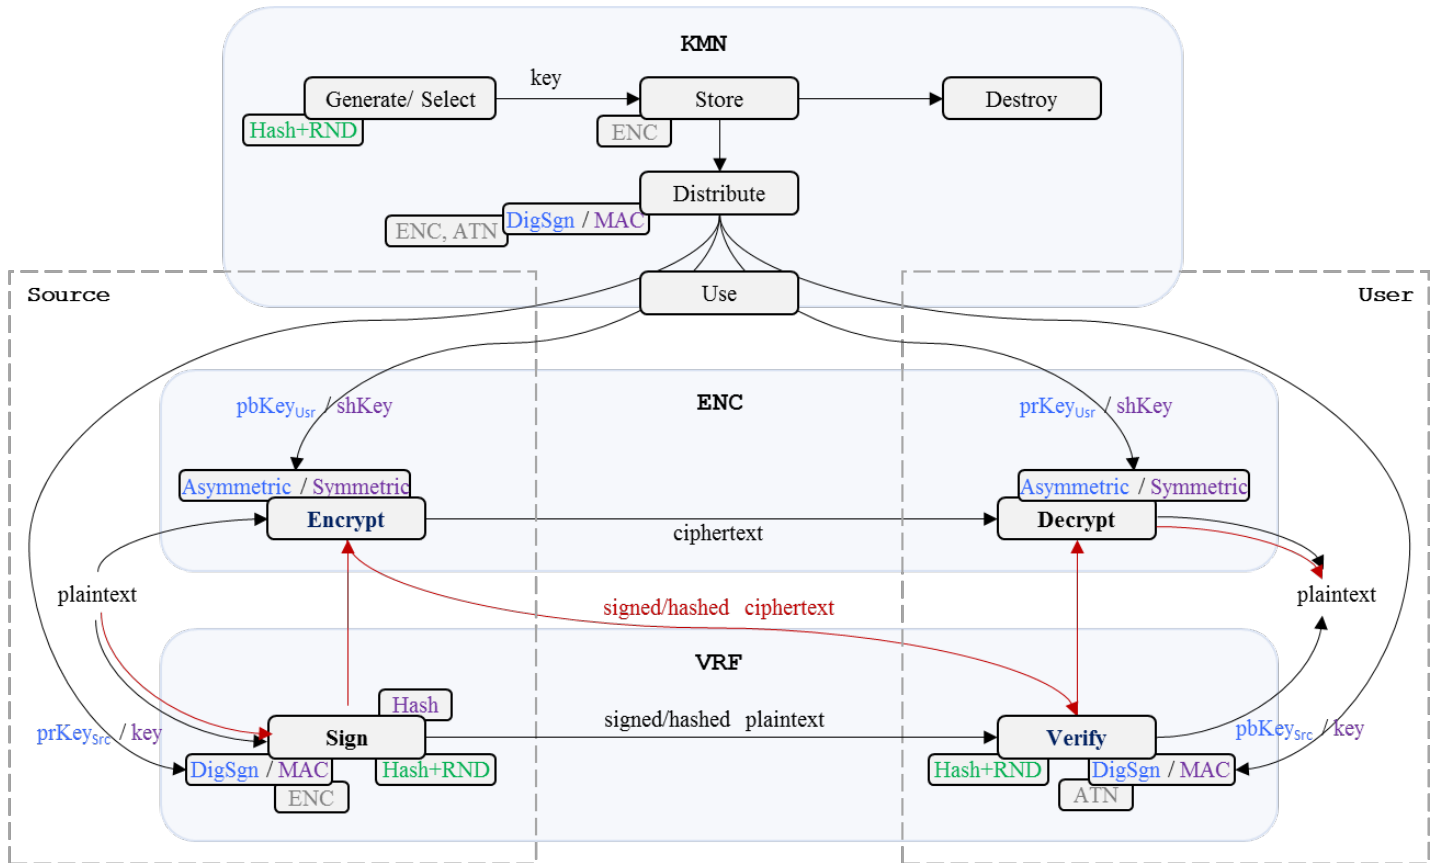 KMN
Generate/ Select
key
Store
Destroy
Hash+RND
ENC
Distribute
ENC, ATN
DigSgn / MAC
Source
Use
User
pbKeyUsr / shKey
ENC
prKeyUsr / shKey
Asymmetric / Symmetric
Asymmetric / Symmetric
Encrypt
ciphertext
Decrypt
plaintext
signed/hashed ciphertext
plaintext
VRF
Hash
prKeySrc / key
Sign
signed/hashed plaintext
Verify
pbKeySrc / key
DigSgn / MAC
Hash+RND
Hash+RND
DigSgn / MAC
ENC
ATN